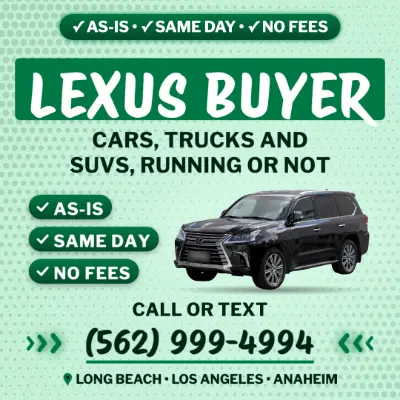 ✓ AS-IS • ✓ SAME DAY • ✓ NO FEES
LEXUS BUYER
CARS, TRUCKS AND
SUVS, RUNNING OR NOT
✓ AS-IS
✓ SAME DAY
✓ NO FEES
CALL OR TEXT
(562) 999-4994
LONG BEACH • LOS ANGELES • ANAHEIM